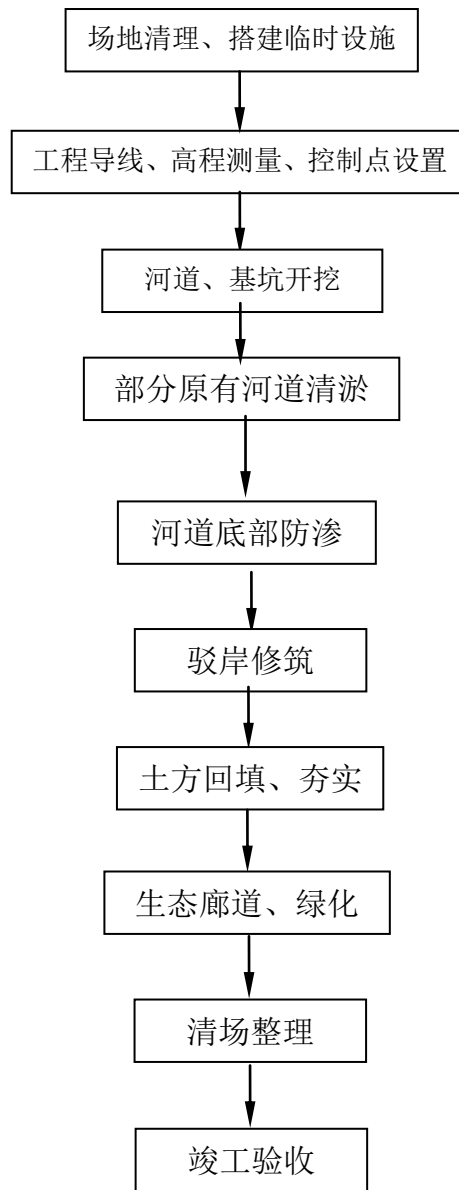 场地清理、搭建临时设施
工程导线、高程测量、控制点设置
河道、基坑开挖
部分原有河道清淤
河道底部防渗
驳岸修筑
土方回填、夯实
生态廊道、绿化
清场整理
竣工验收